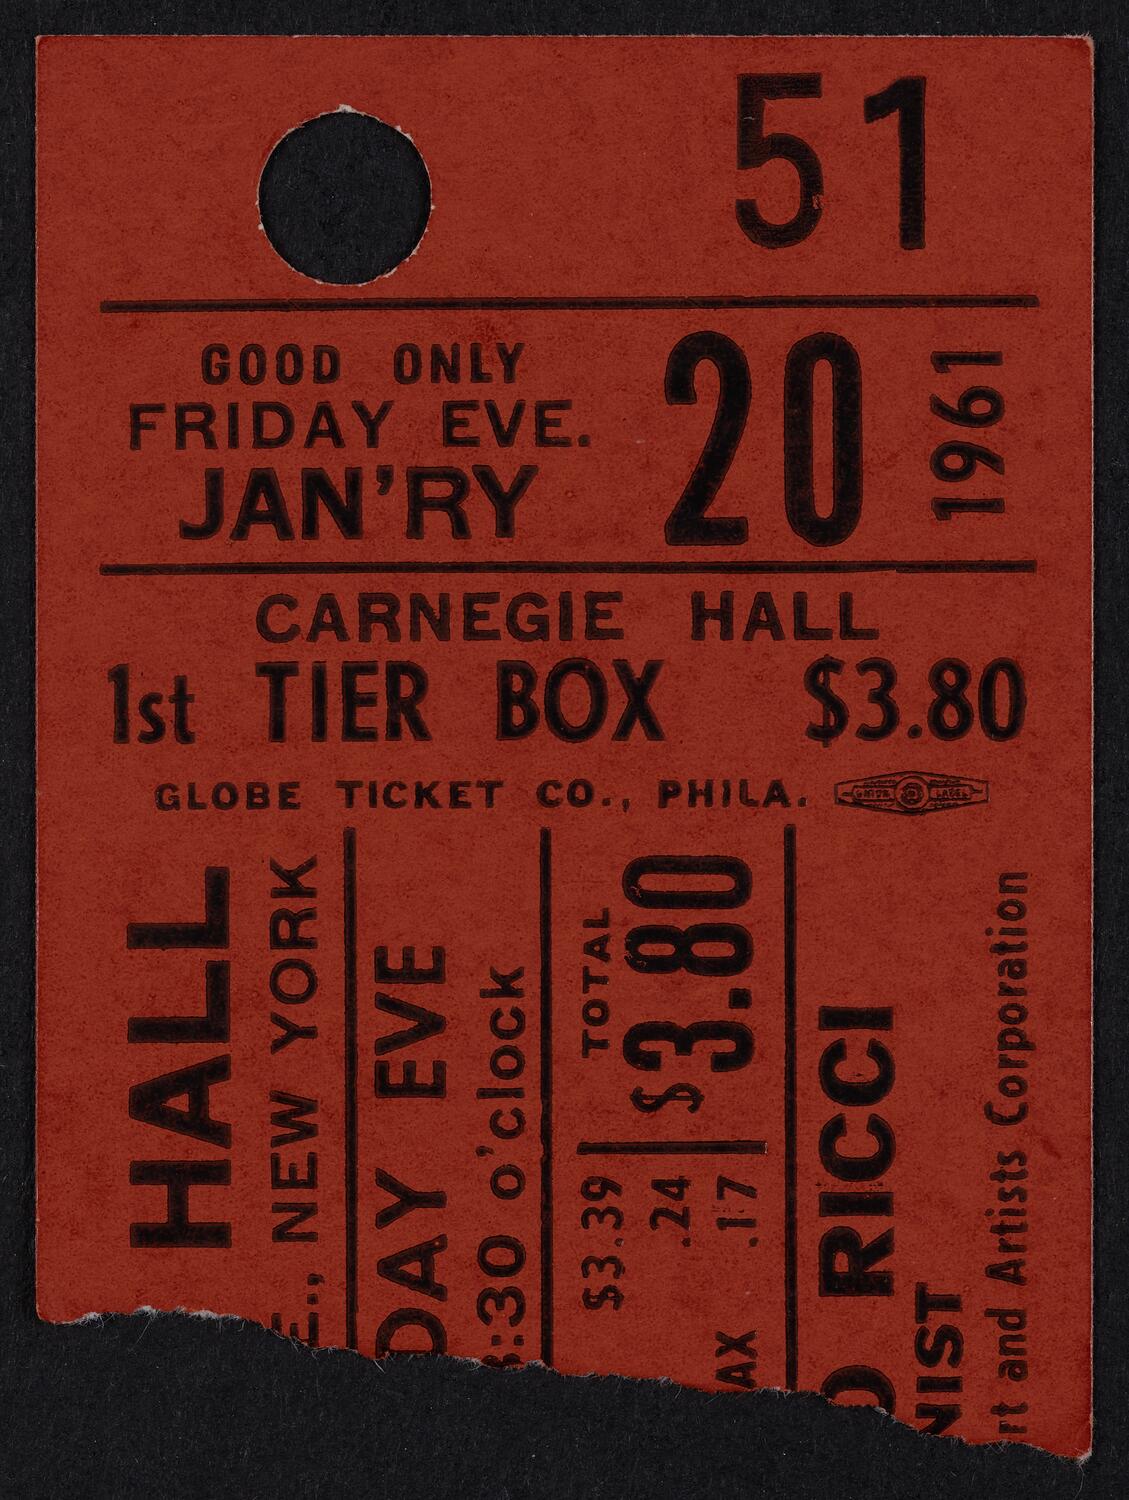 51
GOOD ONLY
FRIDAY EVE.
JAN'RY
20
1961
CARNEGIE HALL
1st TIER BOX $3.80
GLOBE TICKET CO., PHILA.
HALL
E., NEW YORK
DAY EVE
:30 o'clock
$3.39
.24
.17
AX
TOTAL
$3.80
RICCI
NIST
rt and Artists Corporation